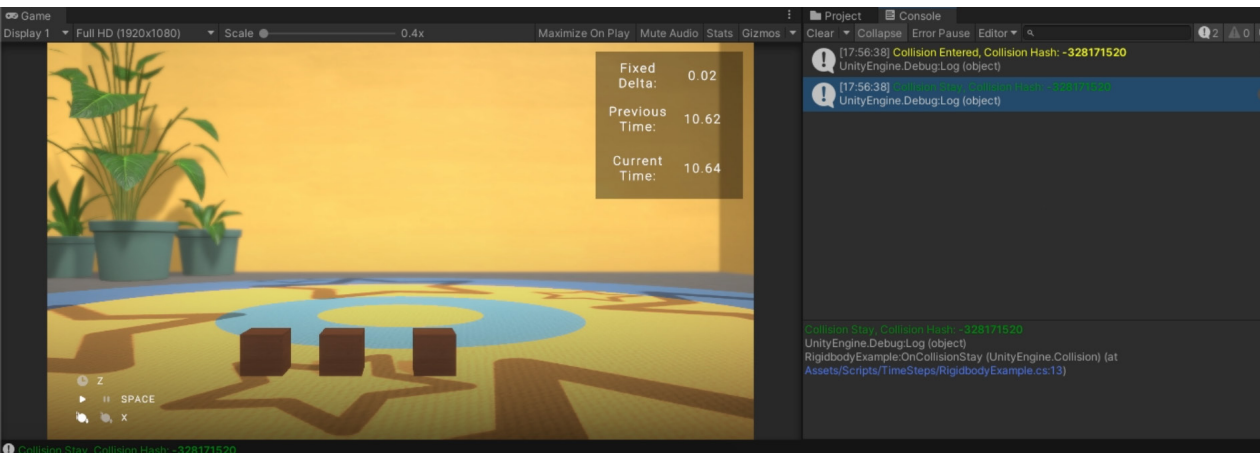 Game
Display 1 Full HD (1920x1080) Scale 0.4x Maximize On Play Mute Audio Stats Gizmos
Fixed Delta: 0.02
Previous Time: 10.62
Current Time: 10.64
Z
SPACE
X
Project Console
Clear Collapse Error Pause Editor 2 0
[17:56:38] Collision Entered, Collision Hash: -328171520
UnityEngine.Debug:Log (object)
[17:56:38] Collision Stay, Collision Hash: -328171520
UnityEngine.Debug:Log (object)
Collision Stay, Collision Hash: -328171520
UnityEngine.Debug:Log (object)
RigidbodyExample:OnCollisionStay (UnityEngine.Collision) (at
Assets/Scripts/TimeSteps/RigidbodyExample.cs:13)
Collision Stay, Collision Hash: -328171520